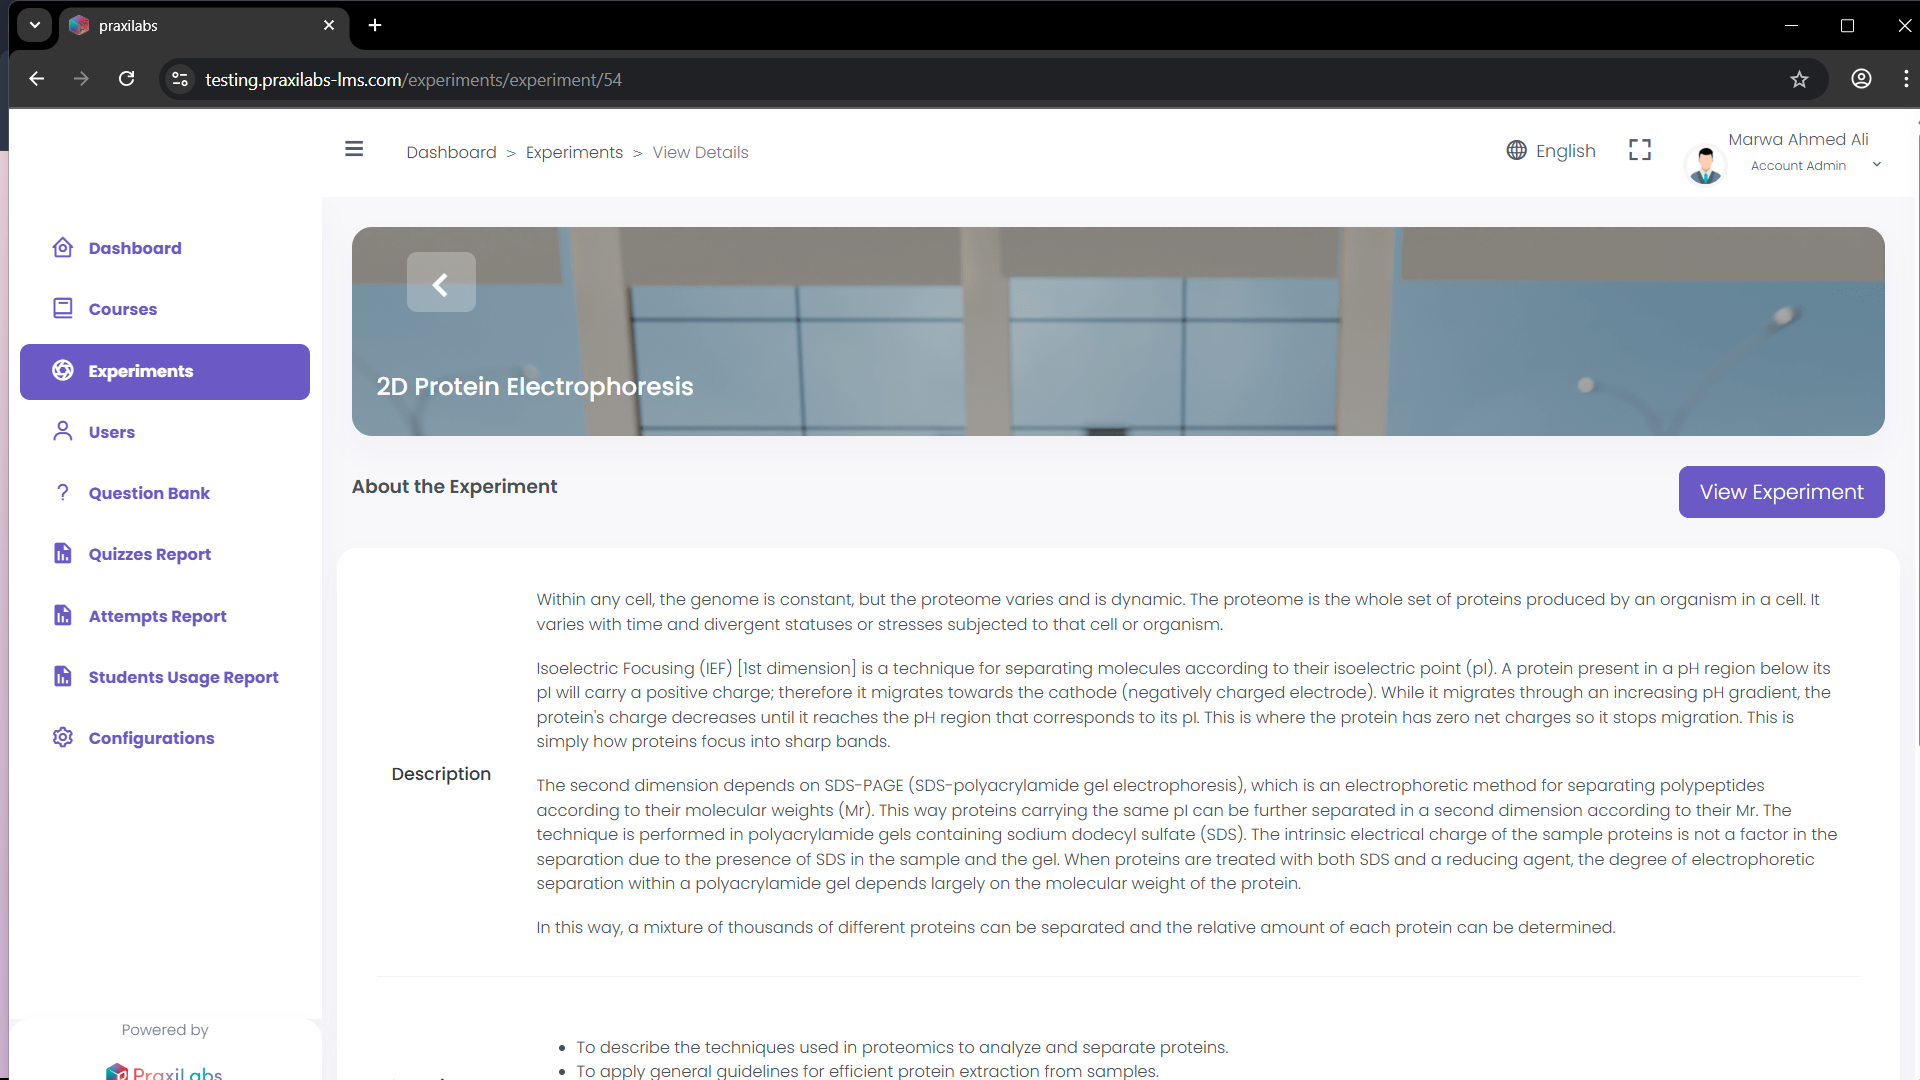 praxilabs
testing.praxilabs-lms.com/experiments/experiment/54
Dashboard > Experiments > View Details
English
Marwa Ahmed Ali
Account Admin
Dashboard
Courses
Experiments
Users
? Question Bank
Quizzes Report
Attempts Report
Students Usage Report
Configurations
Powered by
PraxiLabs
2D Protein Electrophoresis
About the Experiment
View Experiment
Description
Within any cell, the genome is constant, but the proteome varies and is dynamic. The proteome is the whole set of proteins produced by an organism in a cell. It
varies with time and divergent statuses or stresses subjected to that cell or organism.
Isoelectric Focusing (IEF) [1st dimension] is a technique for separating molecules according to their isoelectric point (pI). A protein present in a pH region below its
pI will carry a positive charge; therefore it migrates towards the cathode (negatively charged electrode). While it migrates through an increasing pH gradient, the
protein's charge decreases until it reaches the pH region that corresponds to its pI. This is where the protein has zero net charges so it stops migration. This is
simply how proteins focus into sharp bands.
The second dimension depends on SDS-PAGE (SDS-polyacrylamide gel electrophoresis), which is an electrophoretic method for separating polypeptides
according to their molecular weights (Mr). This way proteins carrying the same pI can be further separated in a second dimension according to their Mr. The
technique is performed in polyacrylamide gels containing sodium dodecyl sulfate (SDS). The intrinsic electrical charge of the sample proteins is not a factor in the
separation due to the presence of SDS in the sample and the gel. When proteins are treated with both SDS and a reducing agent, the degree of electrophoretic
separation within a polyacrylamide gel depends largely on the molecular weight of the protein.
In this way, a mixture of thousands of different proteins can be separated and the relative amount of each protein can be determined.
• To describe the techniques used in proteomics to analyze and separate proteins.
• To apply general guidelines for efficient protein extraction from samples.